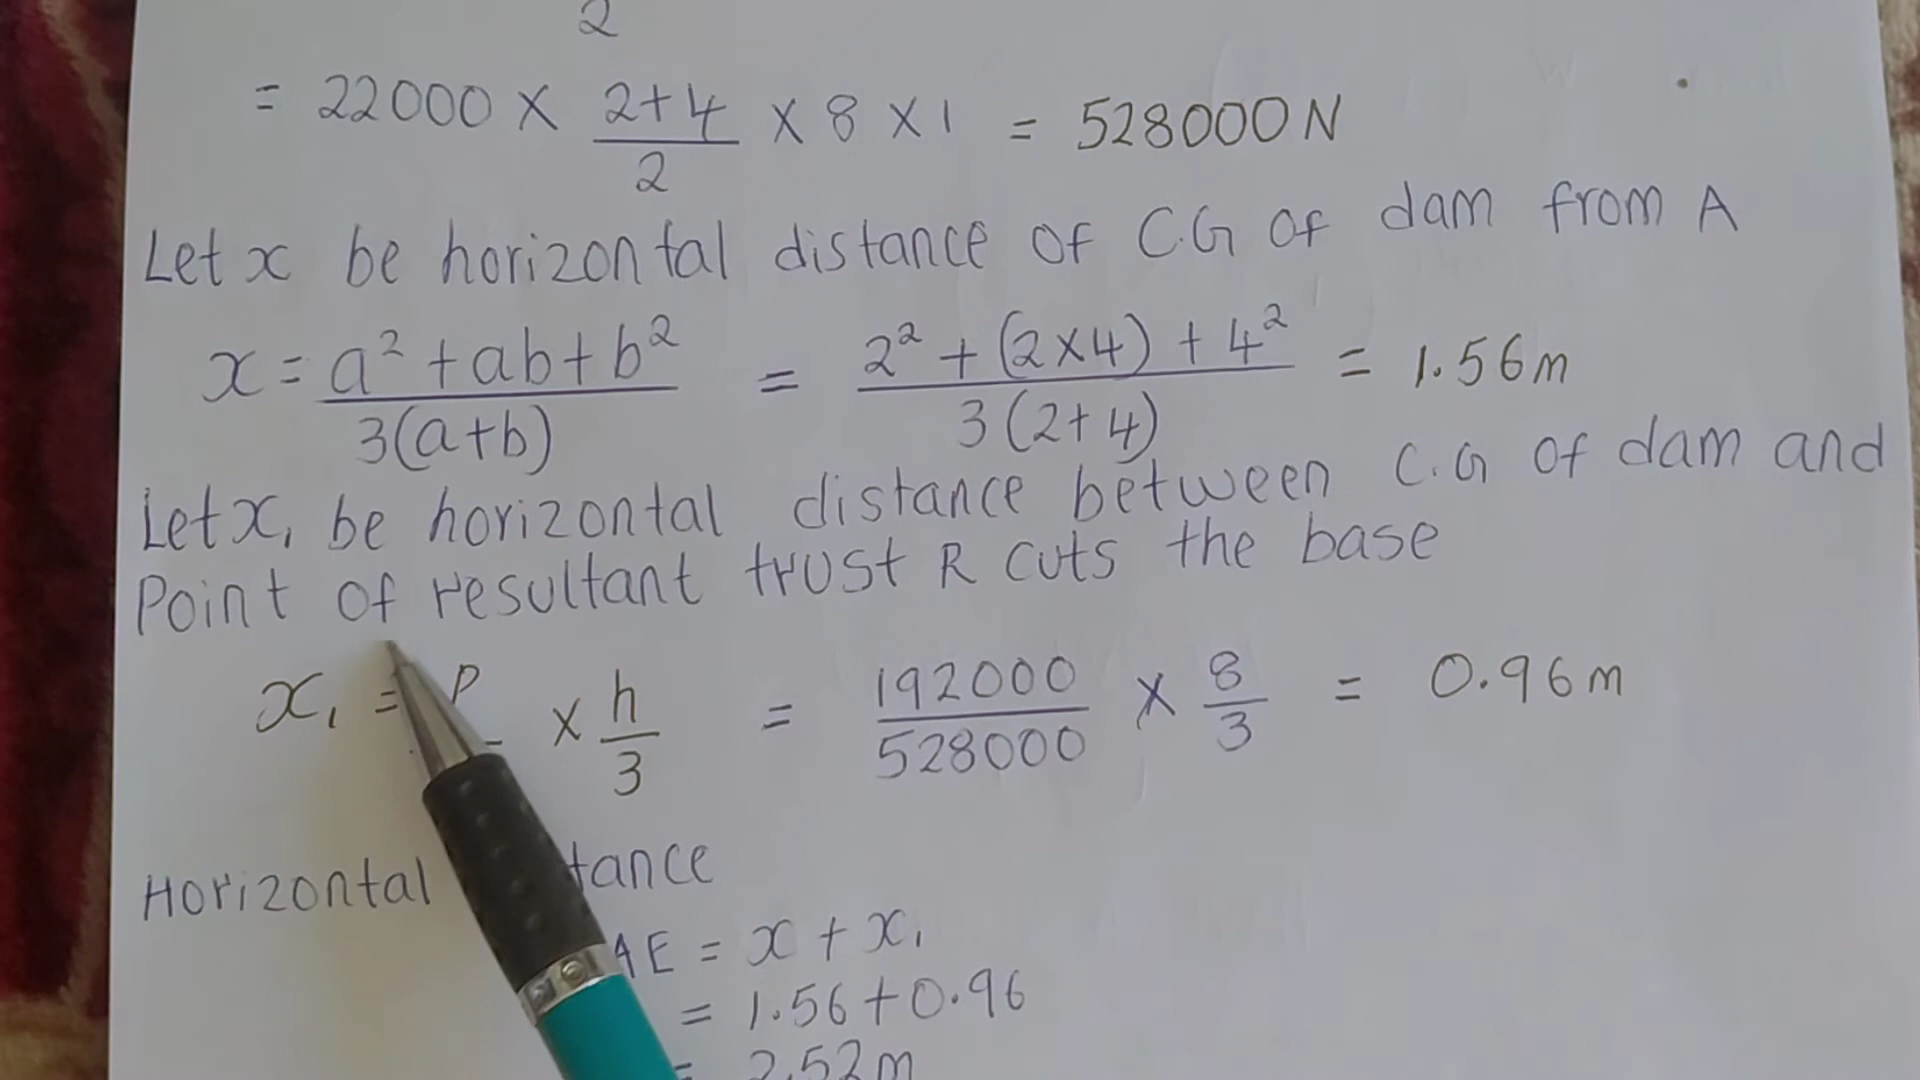 2
= 22000 × 2+4/2 × 8 × 1 = 528000N
Let x be horizontal distance of C.G of dam from A
x = a² + ab + b²/3(a+b) = 2² + (2×4) + 4²/3(2+4) = 1.56m
Let x₁ be horizontal distance between C.G of dam and
Point of resultant trust R cuts the base
x₁ = P × h/3 = 192000/528000 × 8/3 = 0.96m
Horizontal
AE = x + x₁
= 1.56 + 0.96
= 2.52m